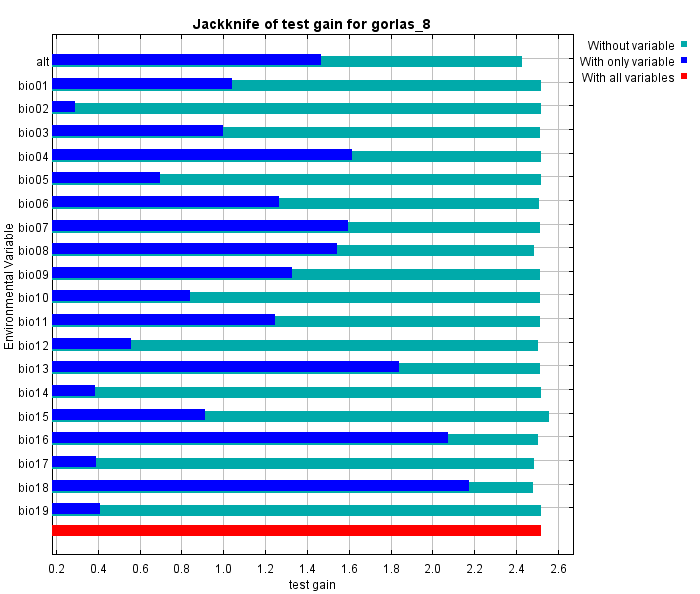 Jackknife of test gain for gorlas_8
Without variable
With only variable
With all variables
Environmental Variable
alt
bio01
bio02
bio03
bio04
bio05
bio06
bio07
bio08
bio09
bio10
bio11
bio12
bio13
bio14
bio15
bio16
bio17
bio18
bio19
0.2 0.4 0.6 0.8 1.0 1.2 1.4 1.6 1.8 2.0 2.2 2.4 2.6
test gain